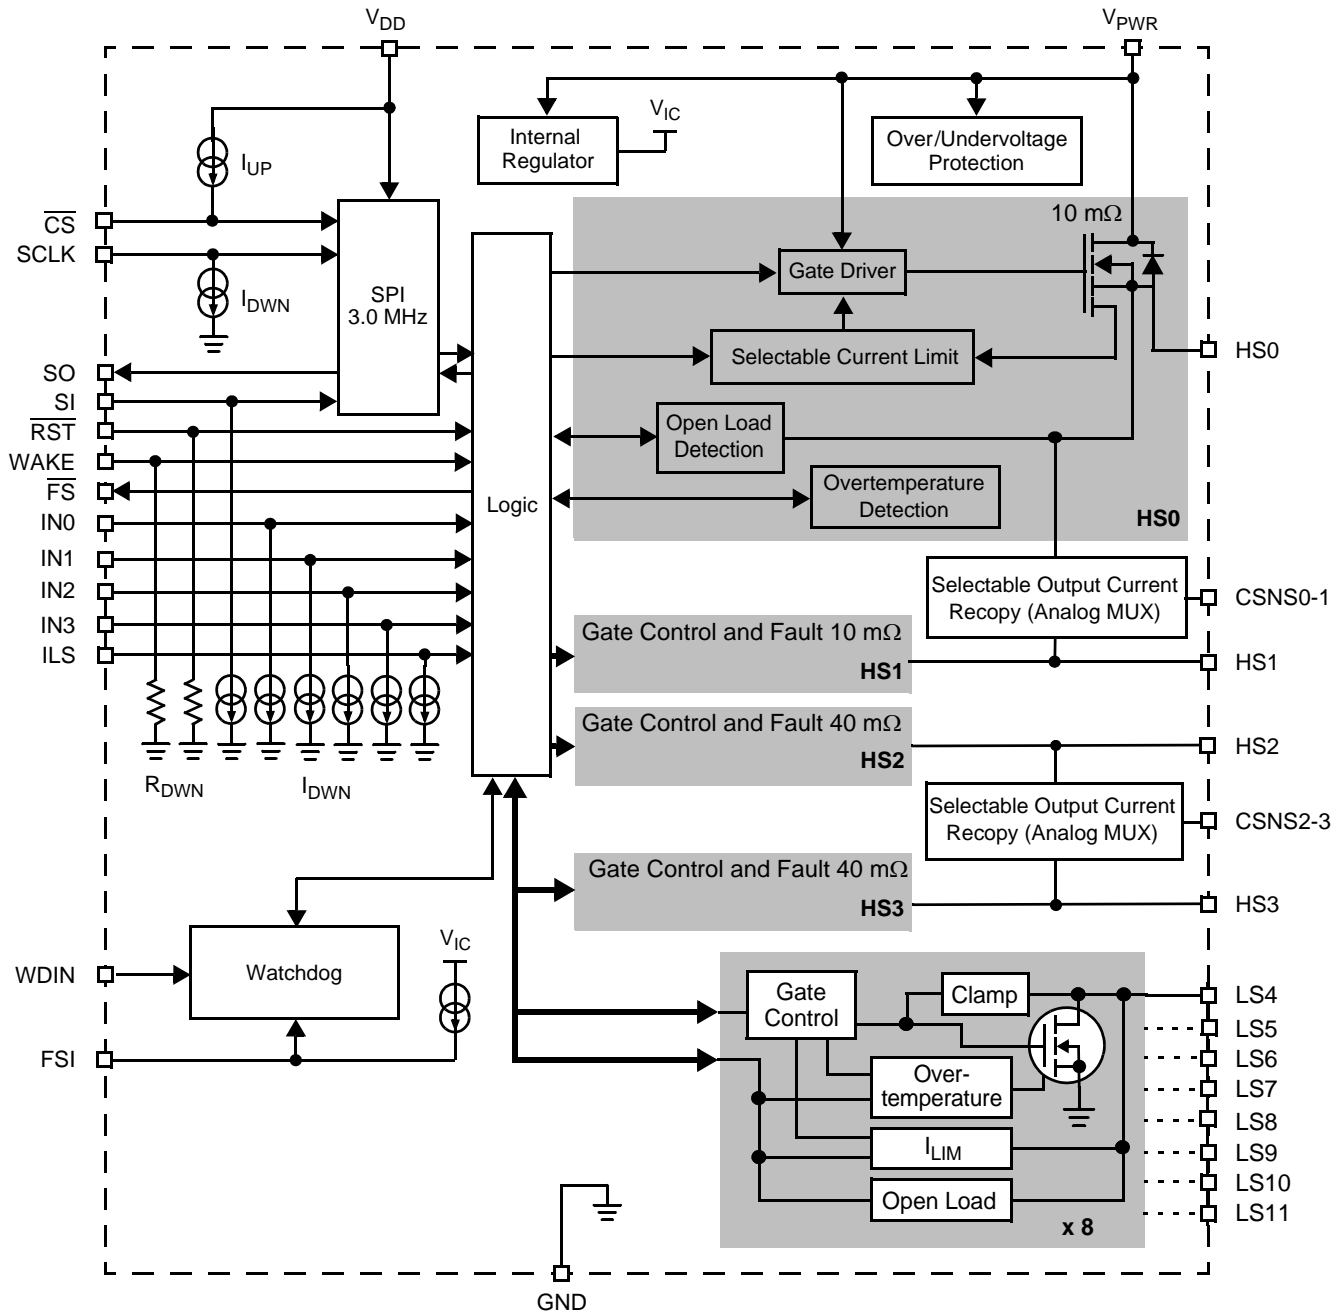 VDD
VPWR
Internal
Regulator
VIC
Over/Undervoltage
Protection
IUP
CS
SCLK
IDWN
SPI
3.0 MHz
10 mΩ
Gate Driver
Selectable Current Limit
HS0
SO
SI
RST
WAKE
FS
IN0
IN1
IN2
IN3
ILS
Logic
Open Load
Detection
Overtemperature
Detection
HS0
Selectable Output Current
Recopy (Analog MUX)
CSNS0-1
Gate Control and Fault 10 mΩ
HS1
HS1
Gate Control and Fault 40 mΩ
HS2
HS2
RDWN
IDWN
Selectable Output Current
Recopy (Analog MUX)
CSNS2-3
Gate Control and Fault 40 mΩ
HS3
HS3
WDIN
Watchdog
VIC
FSI
Gate
Control
Clamp
Over-
temperature
ILIM
Open Load
x 8
LS4
LS5
LS6
LS7
LS8
LS9
LS10
LS11
GND